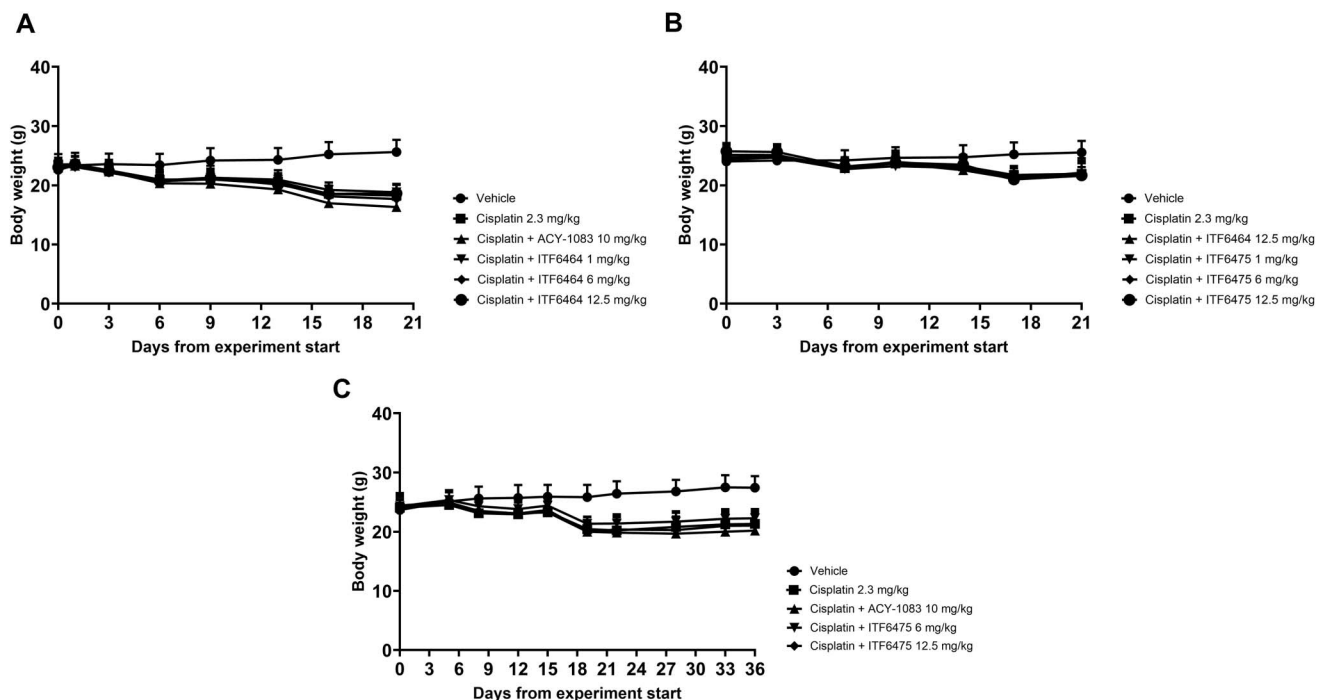 A
40
30
20
10
0
Body weight (g)
0 3 6 9 12 15 18 21
Days from experiment start
Vehicle
Cisplatin 2.3 mg/kg
Cisplatin + ACY-1083 10 mg/kg
Cisplatin + ITF6464 1 mg/kg
Cisplatin + ITF6464 6 mg/kg
Cisplatin + ITF6464 12.5 mg/kg
B
40
30
20
10
0
Body weight (g)
0 3 6 9 12 15 18 21
Days from experiment start
Vehicle
Cisplatin 2.3 mg/kg
Cisplatin + ITF6464 12.5 mg/kg
Cisplatin + ITF6475 1 mg/kg
Cisplatin + ITF6475 6 mg/kg
Cisplatin + ITF6475 12.5 mg/kg
C
40
30
20
10
0
Body weight (g)
0 3 6 9 12 15 18 21 24 27 30 33 36
Days from experiment start
Vehicle
Cisplatin 2.3 mg/kg
Cisplatin + ACY-1083 10 mg/kg
Cisplatin + ITF6475 6 mg/kg
Cisplatin + ITF6475 12.5 mg/kg